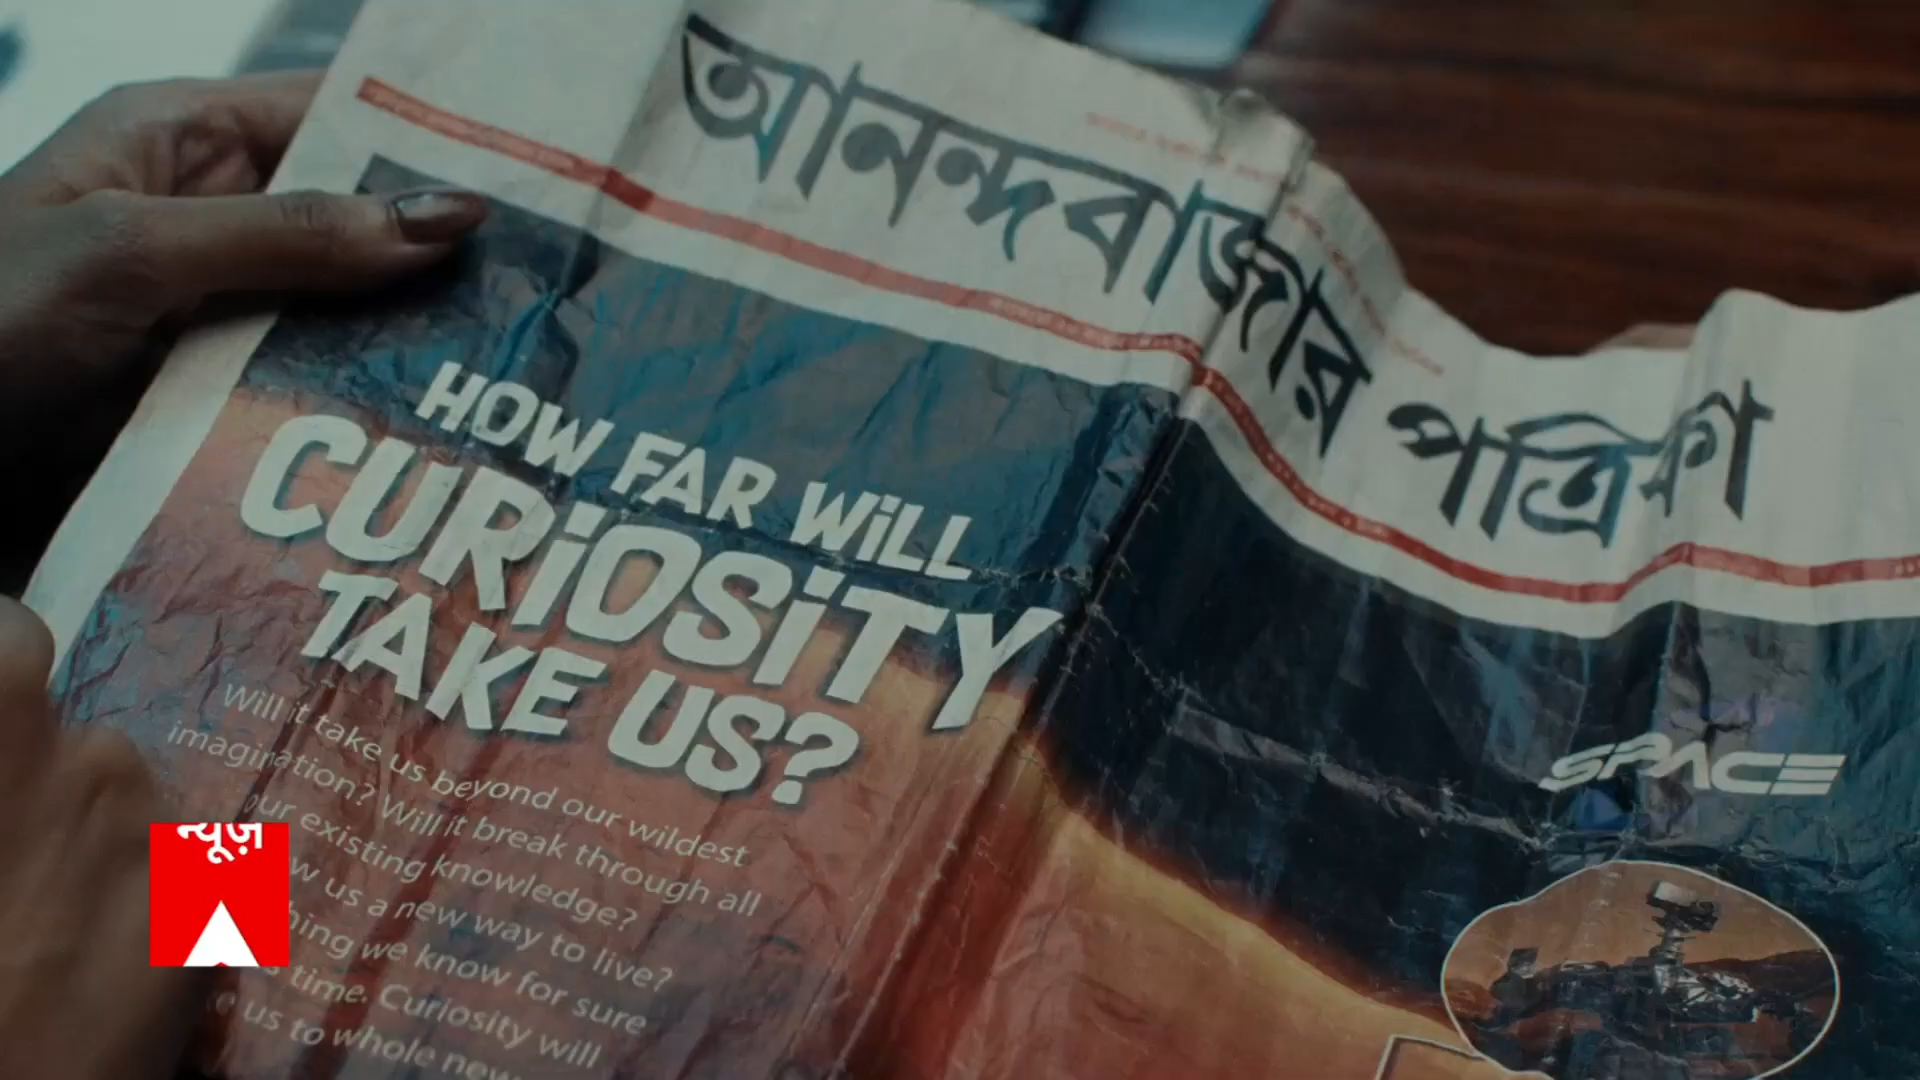 আনন্দবাজার পত্রিকা
HOW FAR WiLL
CURiOSiTY
TAKE US?
Will it take us beyond our wildest
imagination? Will it break through all
our existing knowledge?
us a new way to live?
we know for sure
time. Curiosity will
us to whole new
SPACE
न्यूज़